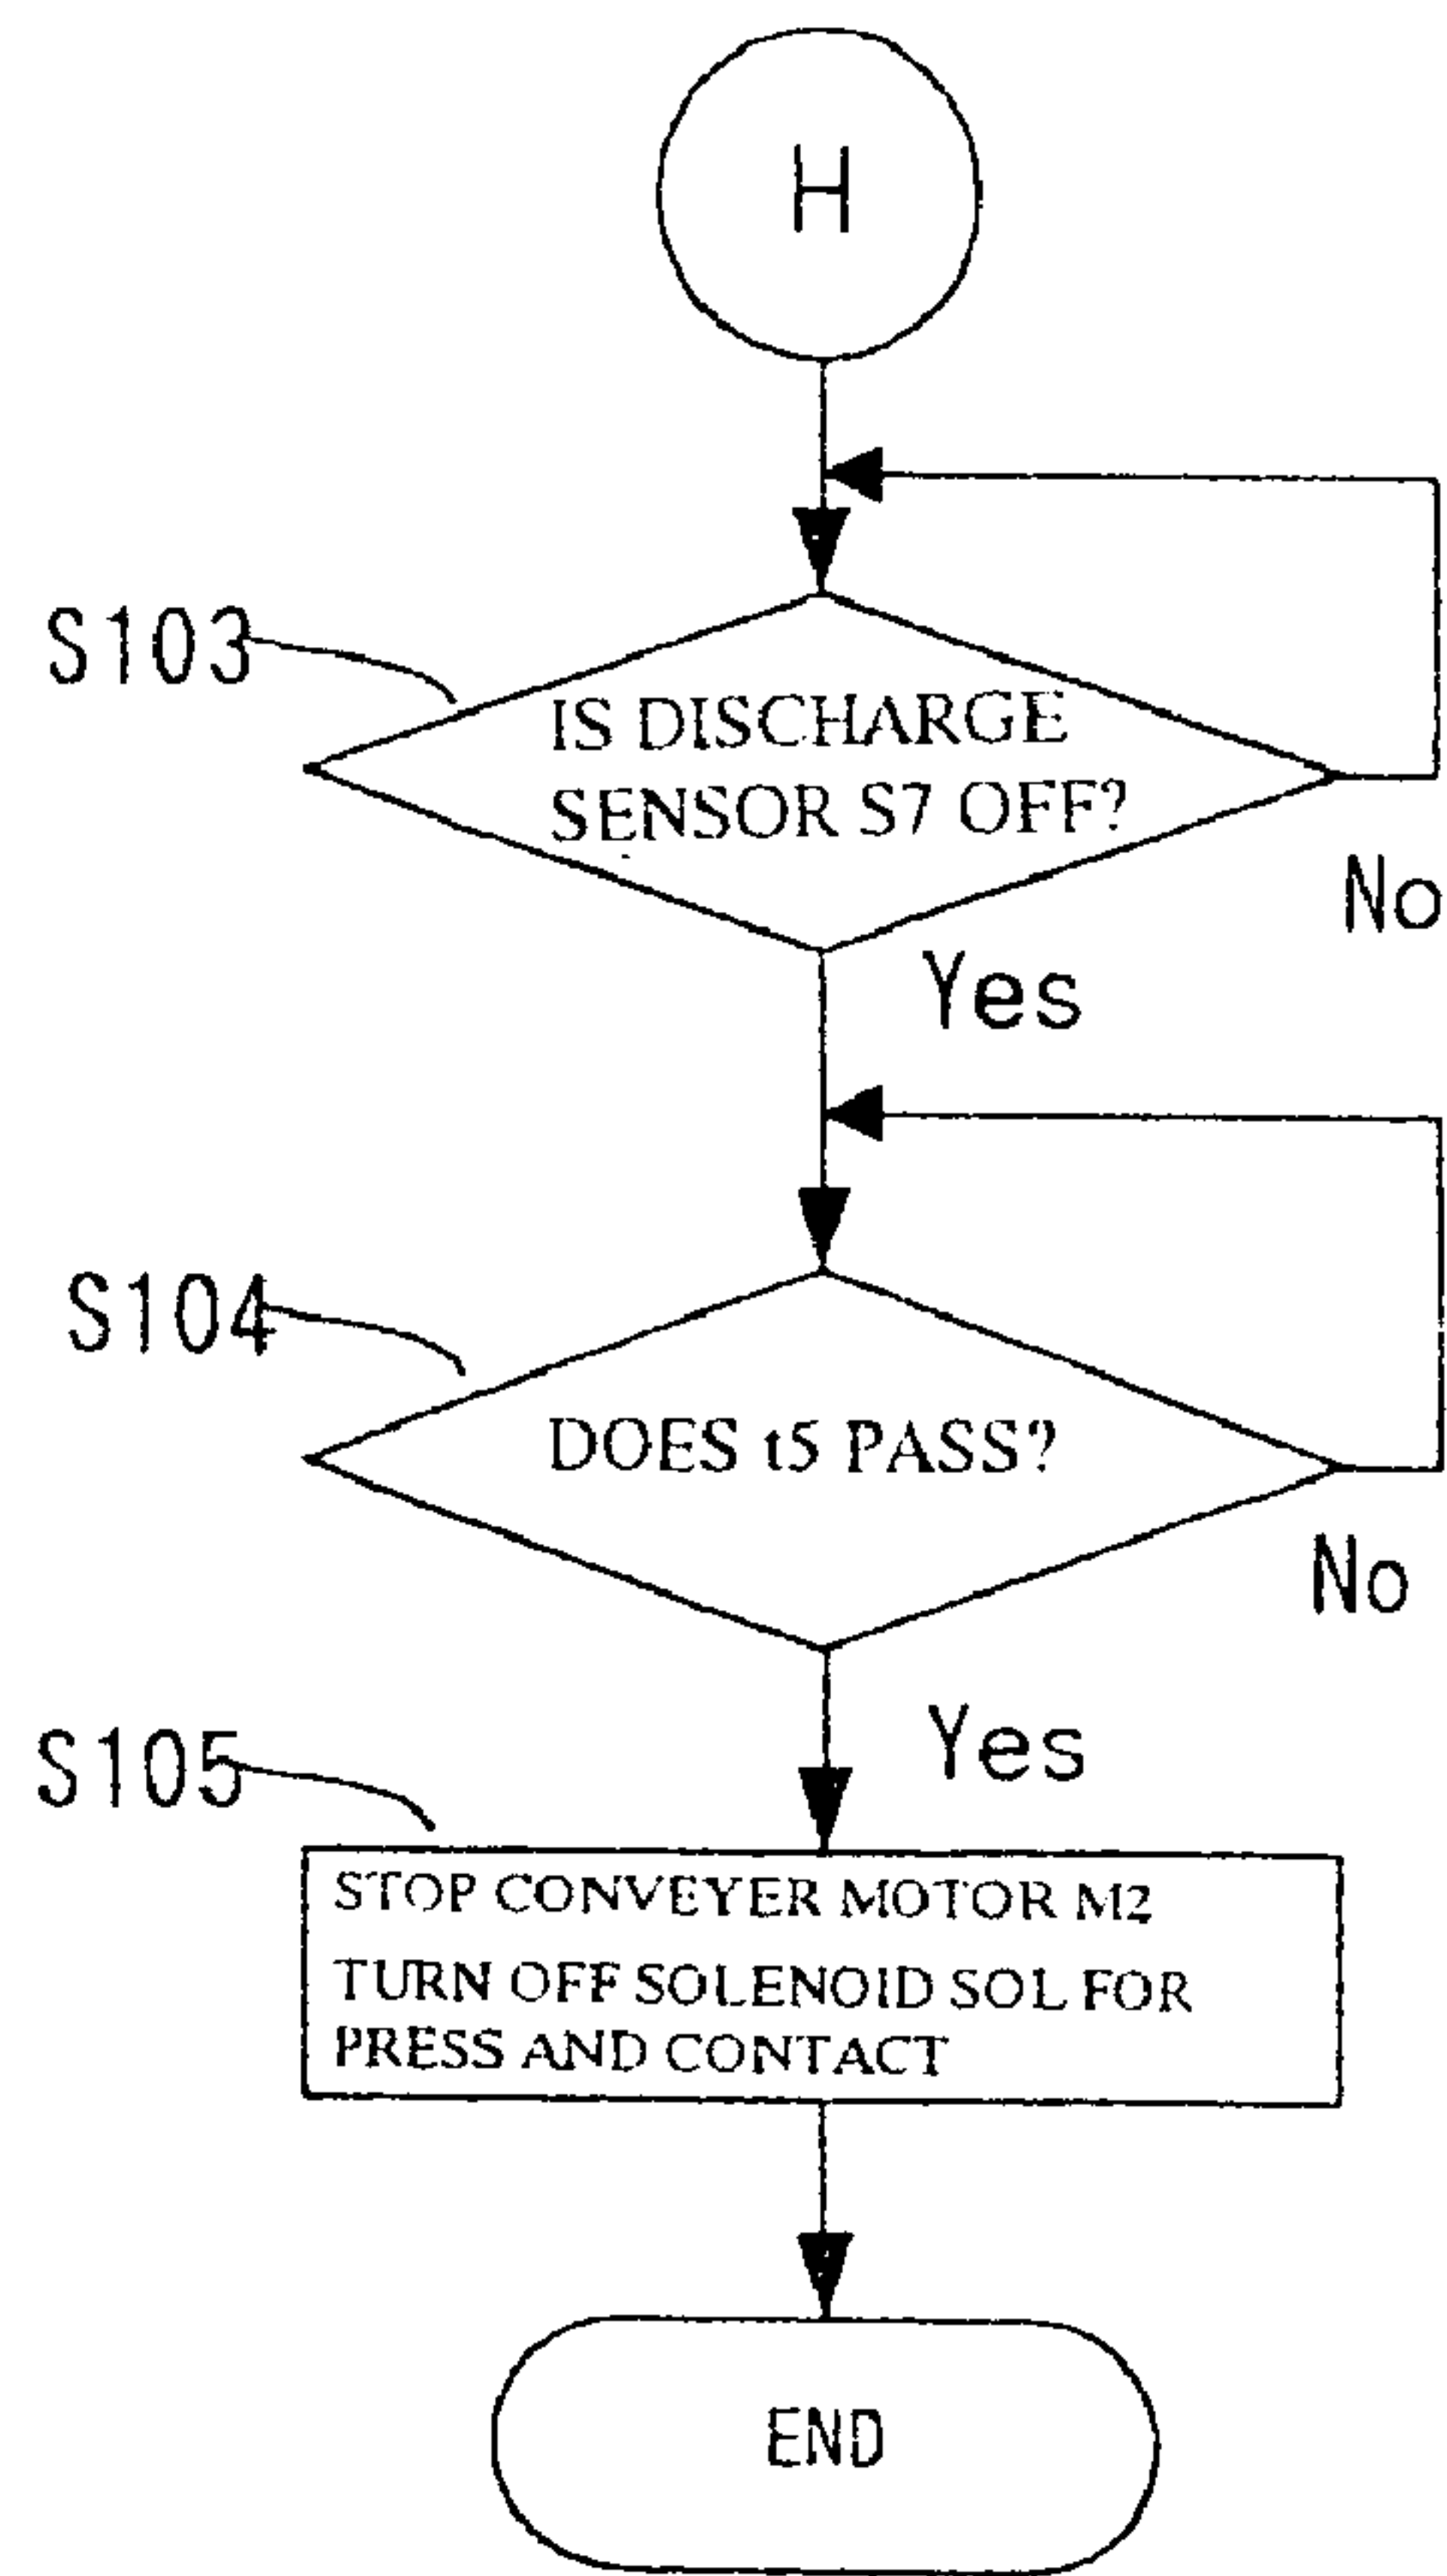 H
S103
IS DISCHARGE
SENSOR S7 OFF?
No
Yes
S104
DOES t5 PASS?
No
Yes
S105
STOP CONVEYER MOTOR M2
TURN OFF SOLENOID SOL FOR
PRESS AND CONTACT
END